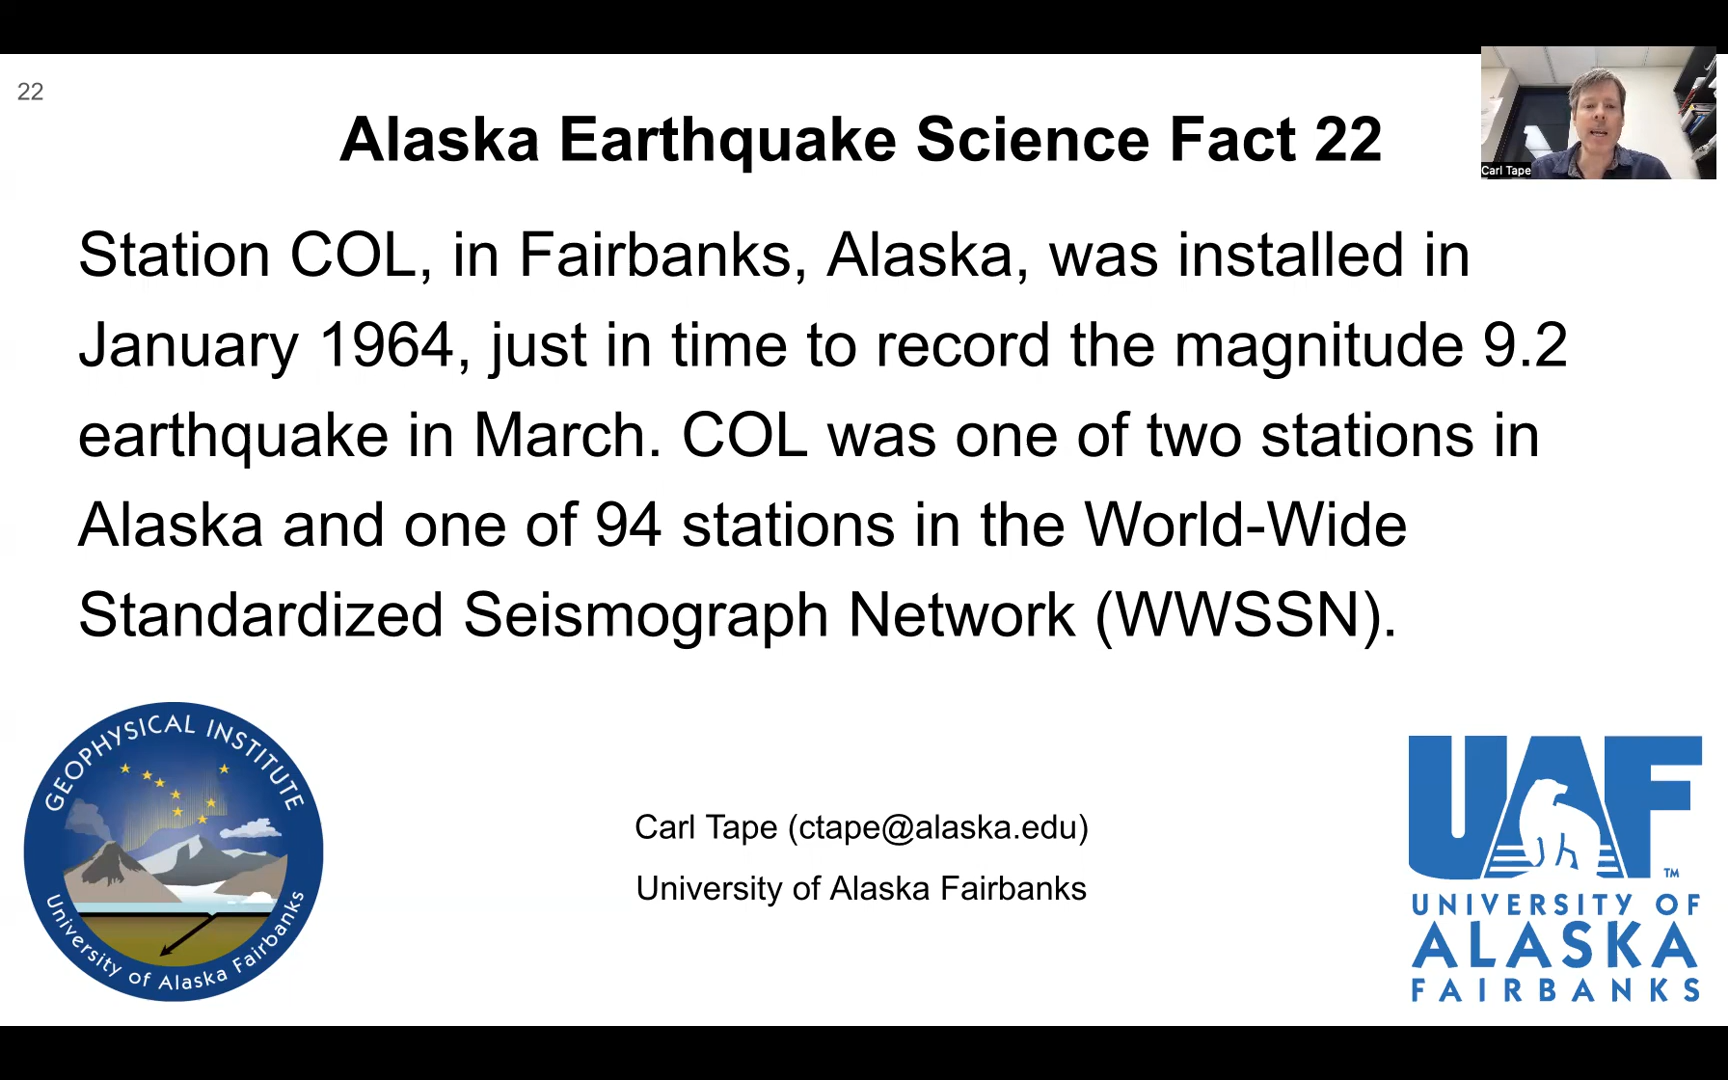 22
Alaska Earthquake Science Fact 22
Carl Tape
Station COL, in Fairbanks, Alaska, was installed in
January 1964, just in time to record the magnitude 9.2
earthquake in March. COL was one of two stations in
Alaska and one of 94 stations in the World-Wide
Standardized Seismograph Network (WWSSN).
GEOPHYSICAL INSTITUTE
University of Alaska Fairbanks
Carl Tape (ctape@alaska.edu)
University of Alaska Fairbanks
UAF
TM
UNIVERSITY OF
ALASKA
FAIRBANKS